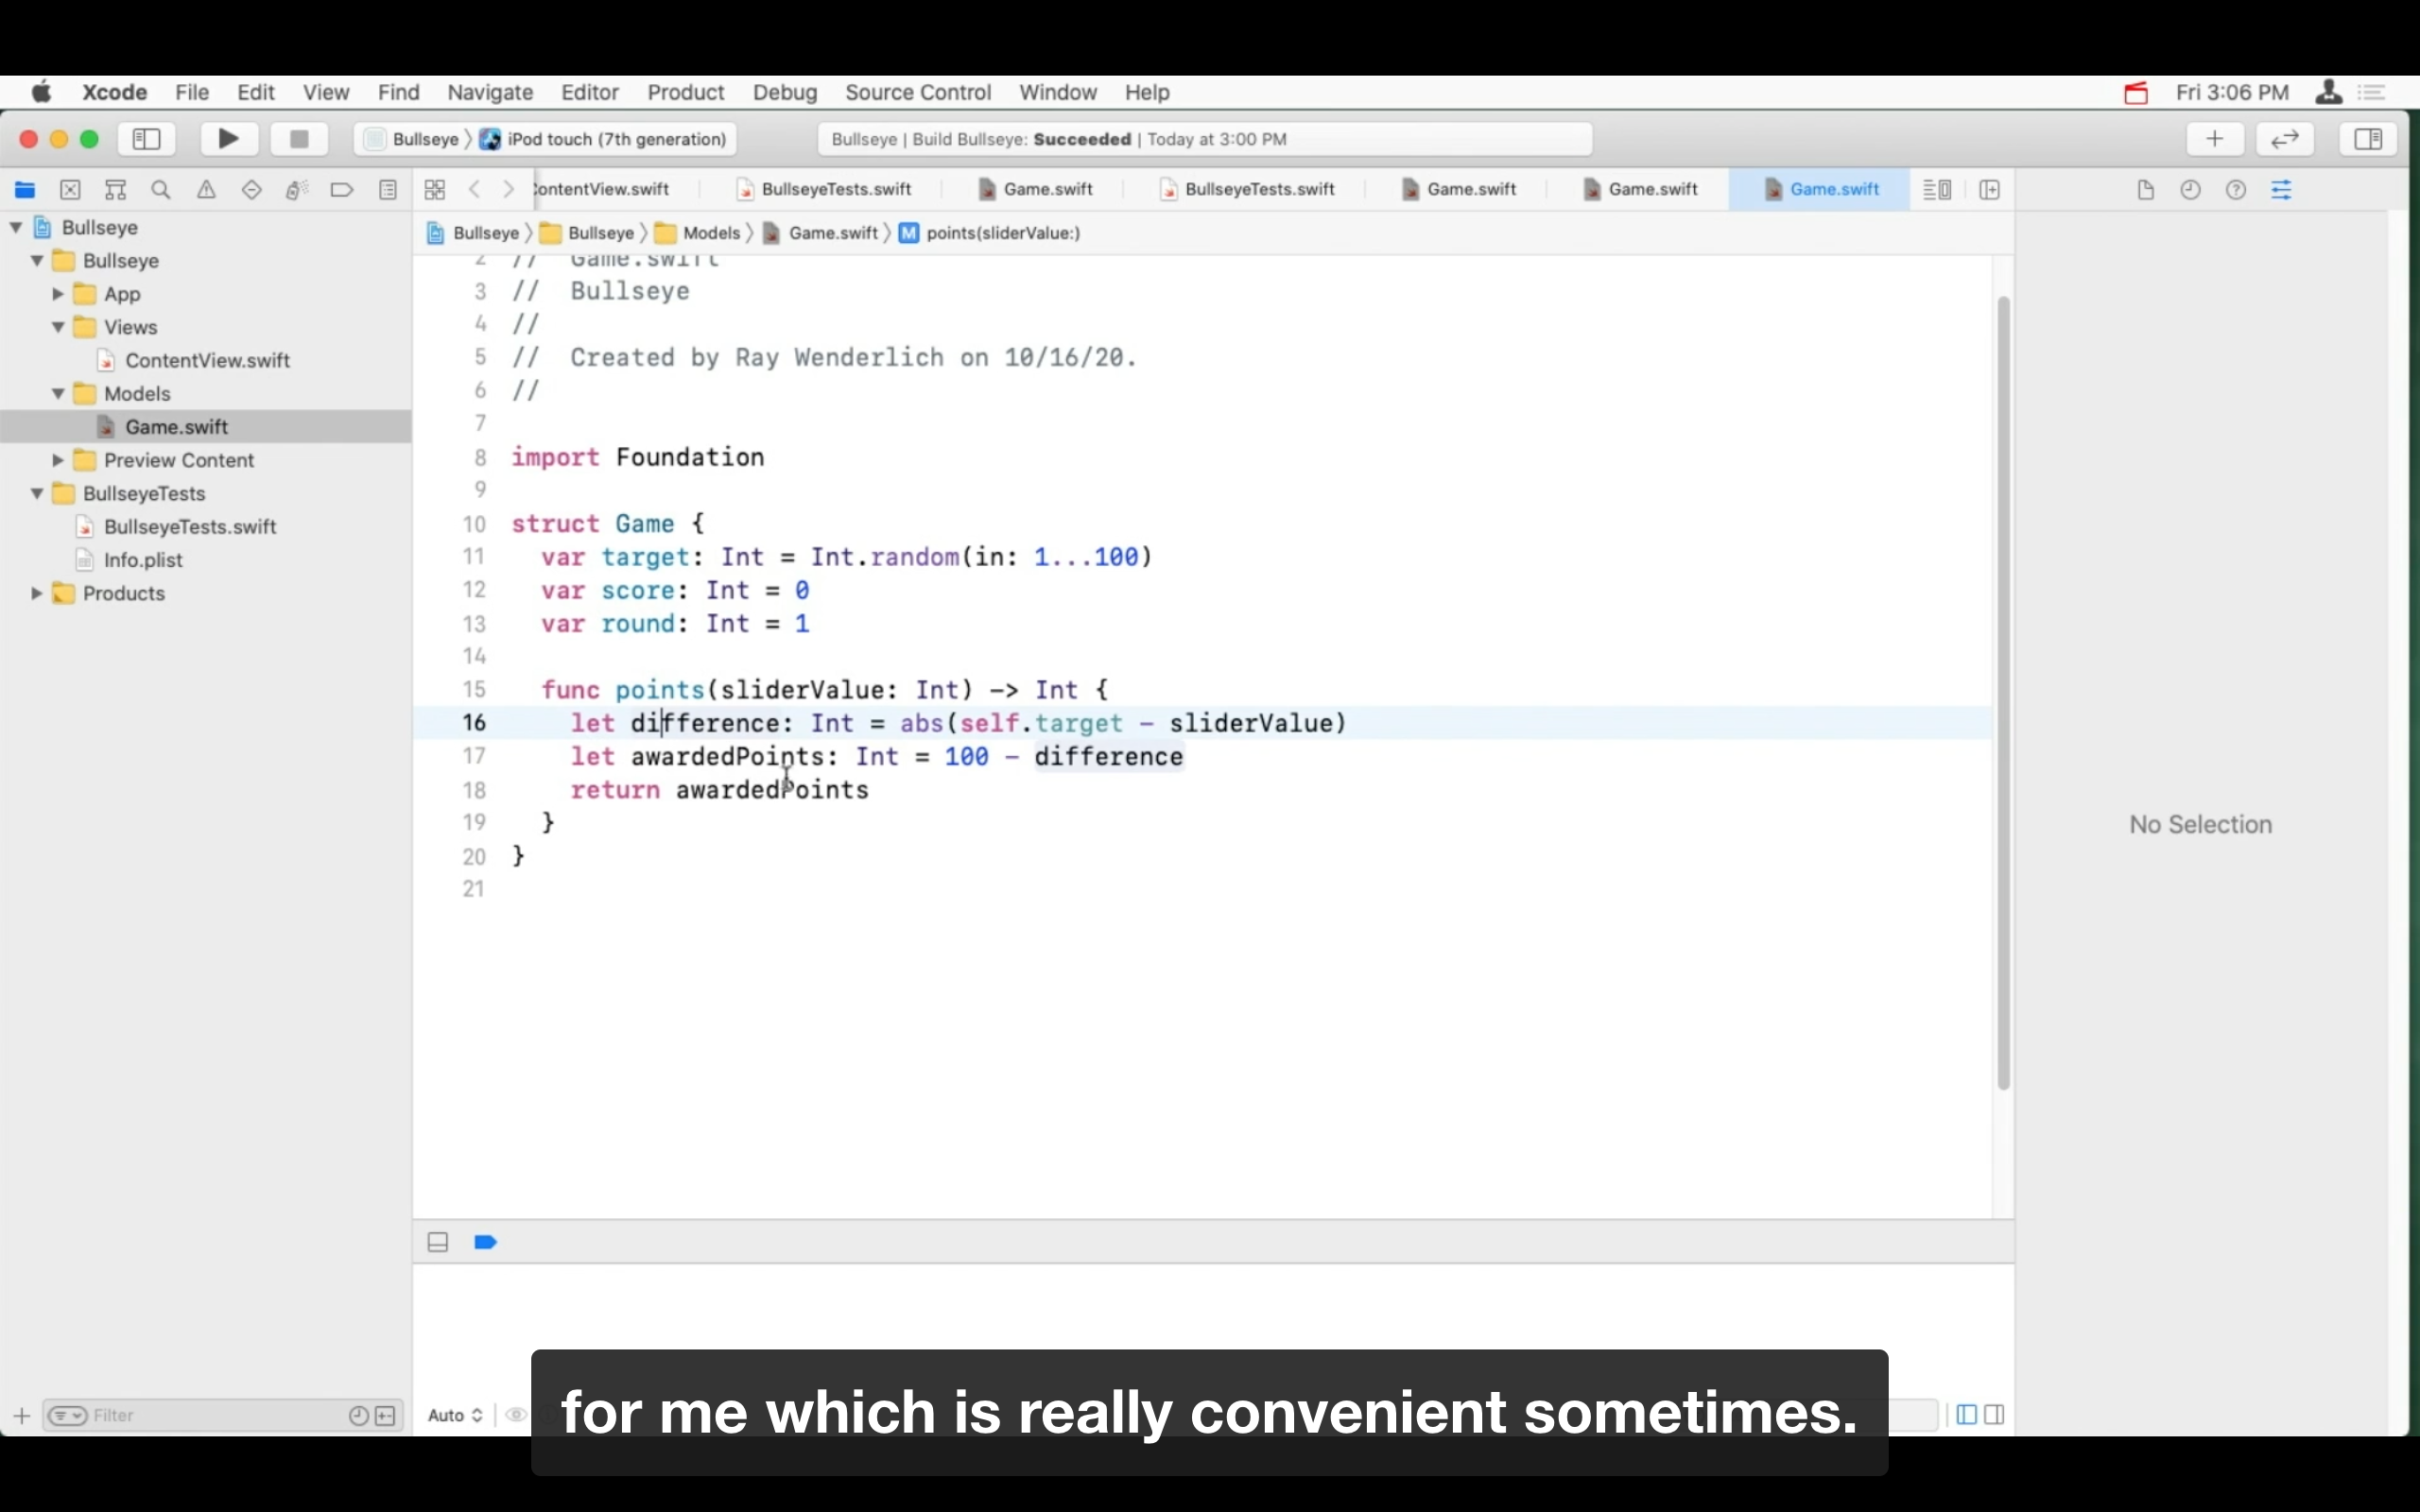 Xcode File Edit View Find Navigate Editor Product Debug Source Control Window Help Fri 3:06 PM
Bullseye 〉 iPod touch (7th generation) Bullseye | Build Bullseye: Succeeded | Today at 3:00 PM
ontentView.swift BullseyeTests.swift Game.swift BullseyeTests.swift Game.swift Game.swift Game.swift
Bullseye 〉 Bullseye 〉 Models 〉 Game.swift 〉 M points(sliderValue:)
Bullseye
Bullseye
App
Views
ContentView.swift
Models
Game.swift
Preview Content
BullseyeTests
BullseyeTests.swift
Info.plist
Products
2 // Game.swift
3 // Bullseye
4 //
5 // Created by Ray Wenderlich on 10/16/20.
6 //
7
8 import Foundation
9
10 struct Game {
11 var target: Int = Int.random(in: 1...100)
12 var score: Int = 0
13 var round: Int = 1
14
15 func points(sliderValue: Int) -> Int {
16 let difference: Int = abs(self.target - sliderValue)
17 let awardedPoints: Int = 100 - difference
18 return awardedPoints
19 }
20 }
21
No Selection
Filter
Auto
for me which is really convenient sometimes.